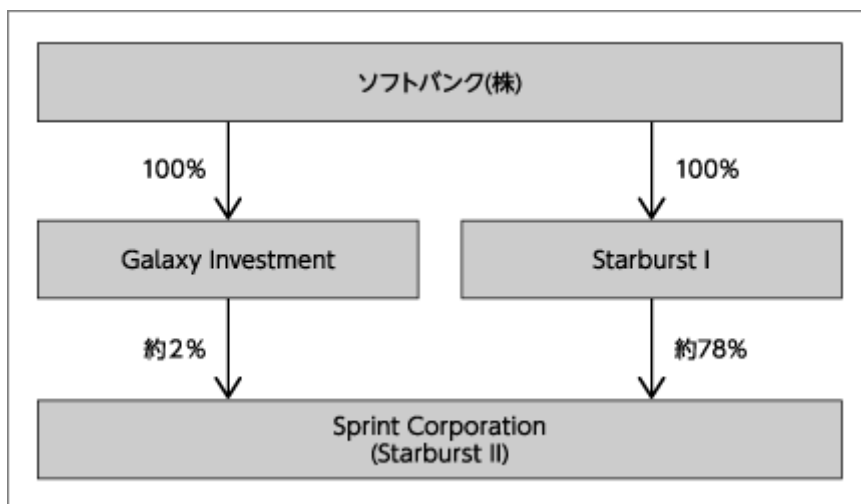 ソフトバンク(株)
100%
100%
Galaxy Investment
Starburst I
約2%
約78%
Sprint Corporation
(Starburst II)